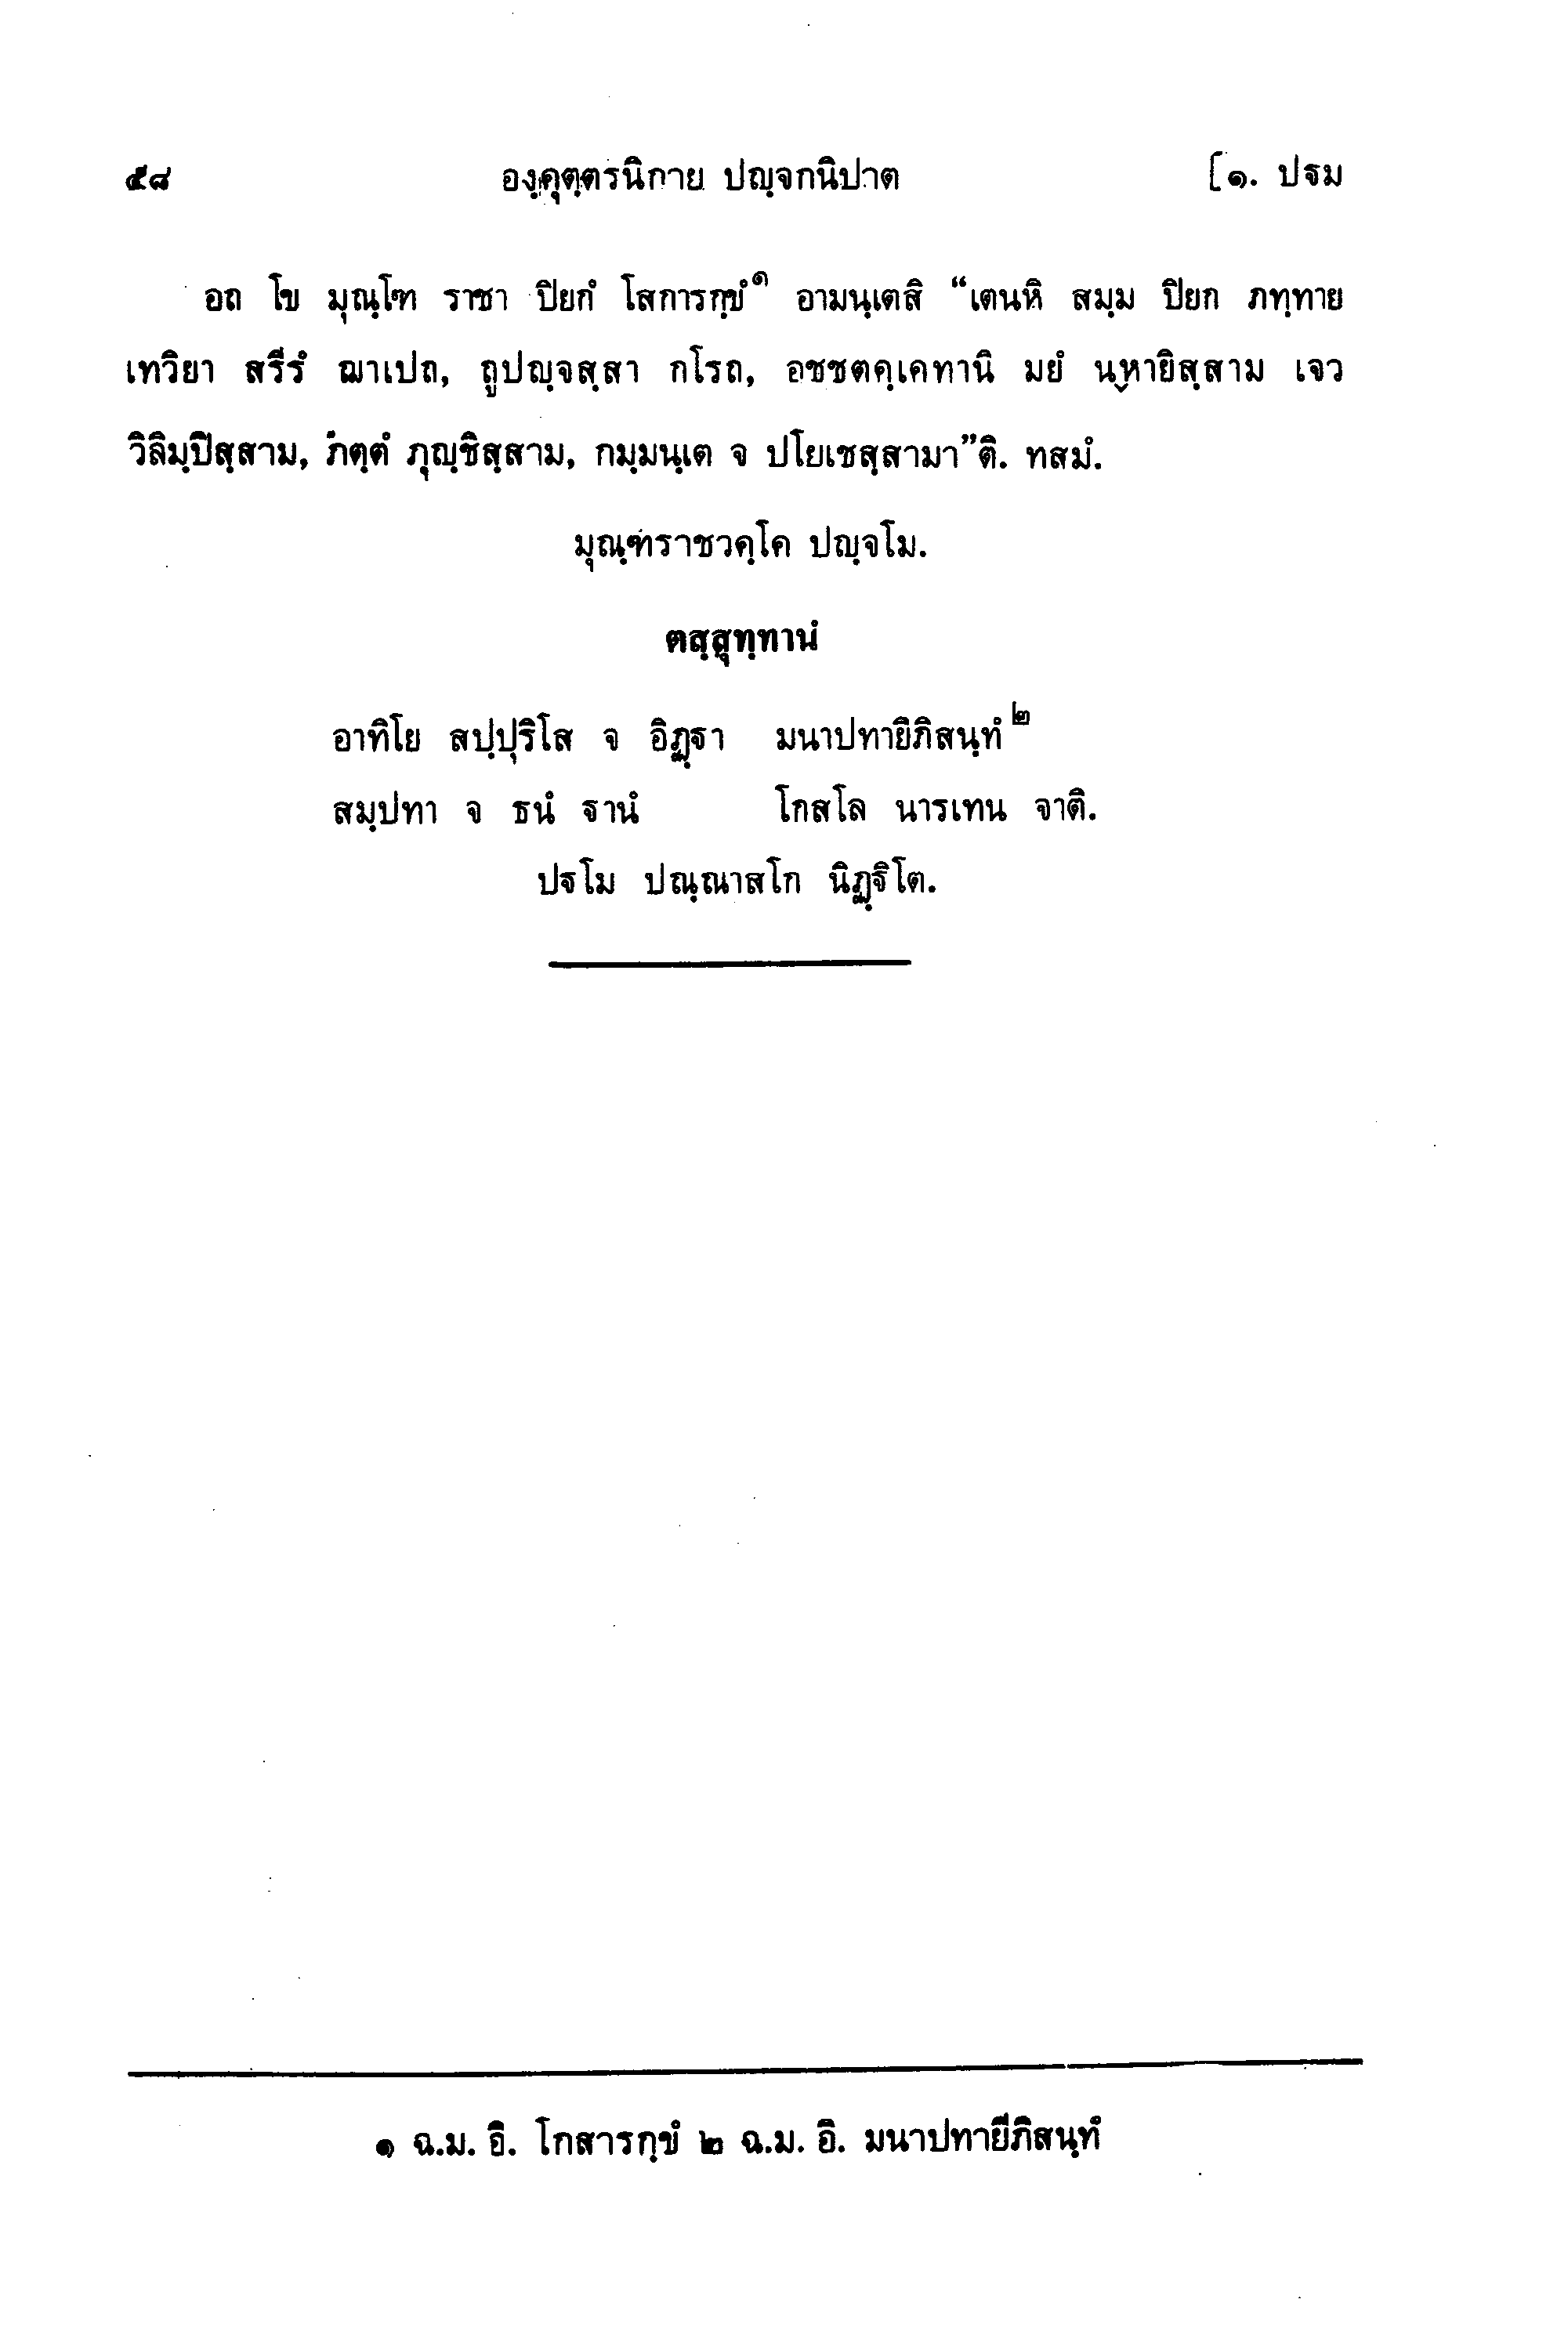 ๕๘ องฺคุตฺตรนิกาย ปญฺจกนิปาต [๑. ปฐม
อถ โข มุณฺโฑ ราชา ปิยกํ โสการกฺขํ๑ อามนฺเตสิ “เตนหิ สมฺม ปิยก ภทฺทาย
เทวิยา สรีรํ ฌาเปถ, ถูปญฺจสฺสา กโรถ, อชชตคฺเคทานิ มยํ นฺหายิสฺสาม เจว
วิลิมฺปิสฺสาม, ภตฺตํ ภุญฺชิสฺสาม, กมฺมนฺเต จ ปโยเชสฺสามา”ติ. ทสมํ.
มุณฺฑราชวคฺโค ปญฺจโม.
ตสฺสุทฺทานํ
อาทิโย สปฺปุริโส จ อิฏฺฐา มนาปทายิภิสนฺทํ๒
สมฺปทา จ ธนํ ฐานํ โกสโล นารเทน จาติ.
ปฐโม ปณฺณาสโก นิฏฺฐิโต.
๑ ฉ.ม. อิ. โกสารกฺขํ ๒ ฉ.ม. อิ. มนาปทายีภิสนฺทํ